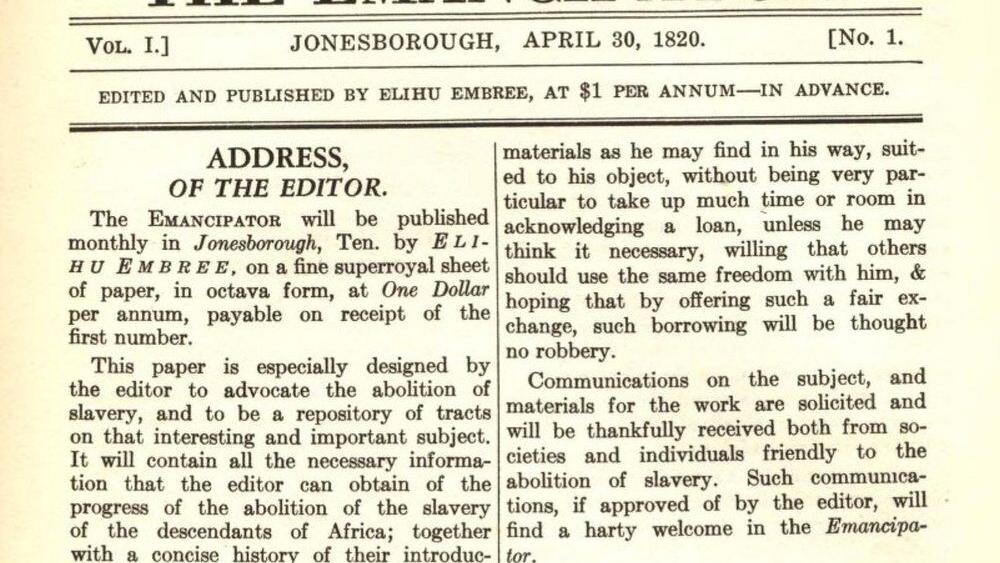 THE EMANCIPATOR
VOL. I.] JONESBOROUGH, APRIL 30, 1820. [No. 1.
EDITED AND PUBLISHED BY ELIHU EMBREE, AT $1 PER ANNUM—IN ADVANCE.
ADDRESS,
OF THE EDITOR.
The EMANCIPATOR will be published
monthly in Jonesborough, Ten. by ELI-
HU EMBREE, on a fine superroyal sheet
of paper, in octava form, at One Dollar
per annum, payable on receipt of the
first number.
This paper is especially designed by
the editor to advocate the abolition of
slavery, and to be a repository of tracts
on that interesting and important subject.
It will contain all the necessary informa-
tion that the editor can obtain of the
progress of the abolition of the slavery
of the descendants of Africa; together
with a concise history of their introduc-
materials as he may find in his way, suit-
ed to his object, without being very par-
ticular to take up much time or room in
acknowledging a loan, unless he may
think it necessary, willing that others
should use the same freedom with him, &
hoping that by offering such a fair ex-
change, such borrowing will be thought
no robbery.
Communications on the subject, and
materials for the work are solicited and
will be thankfully received both from so-
cieties and individuals friendly to the
abolition of slavery. Such communica-
tions, if approved of by the editor, will
find a harty welcome in the Emancipa-
tor.